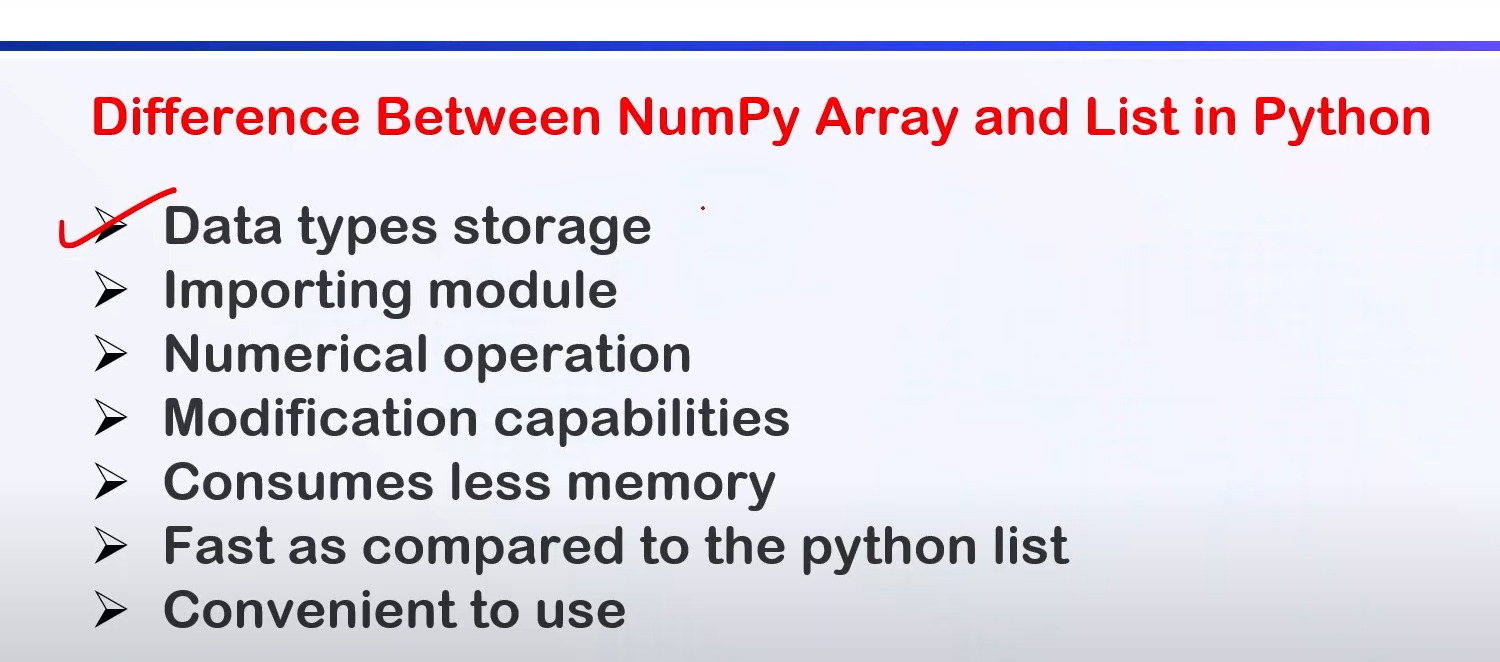 Difference Between NumPy Array and List in Python
Data types storage
Importing module
Numerical operation
Modification capabilities
Consumes less memory
Fast as compared to the python list
Convenient to use